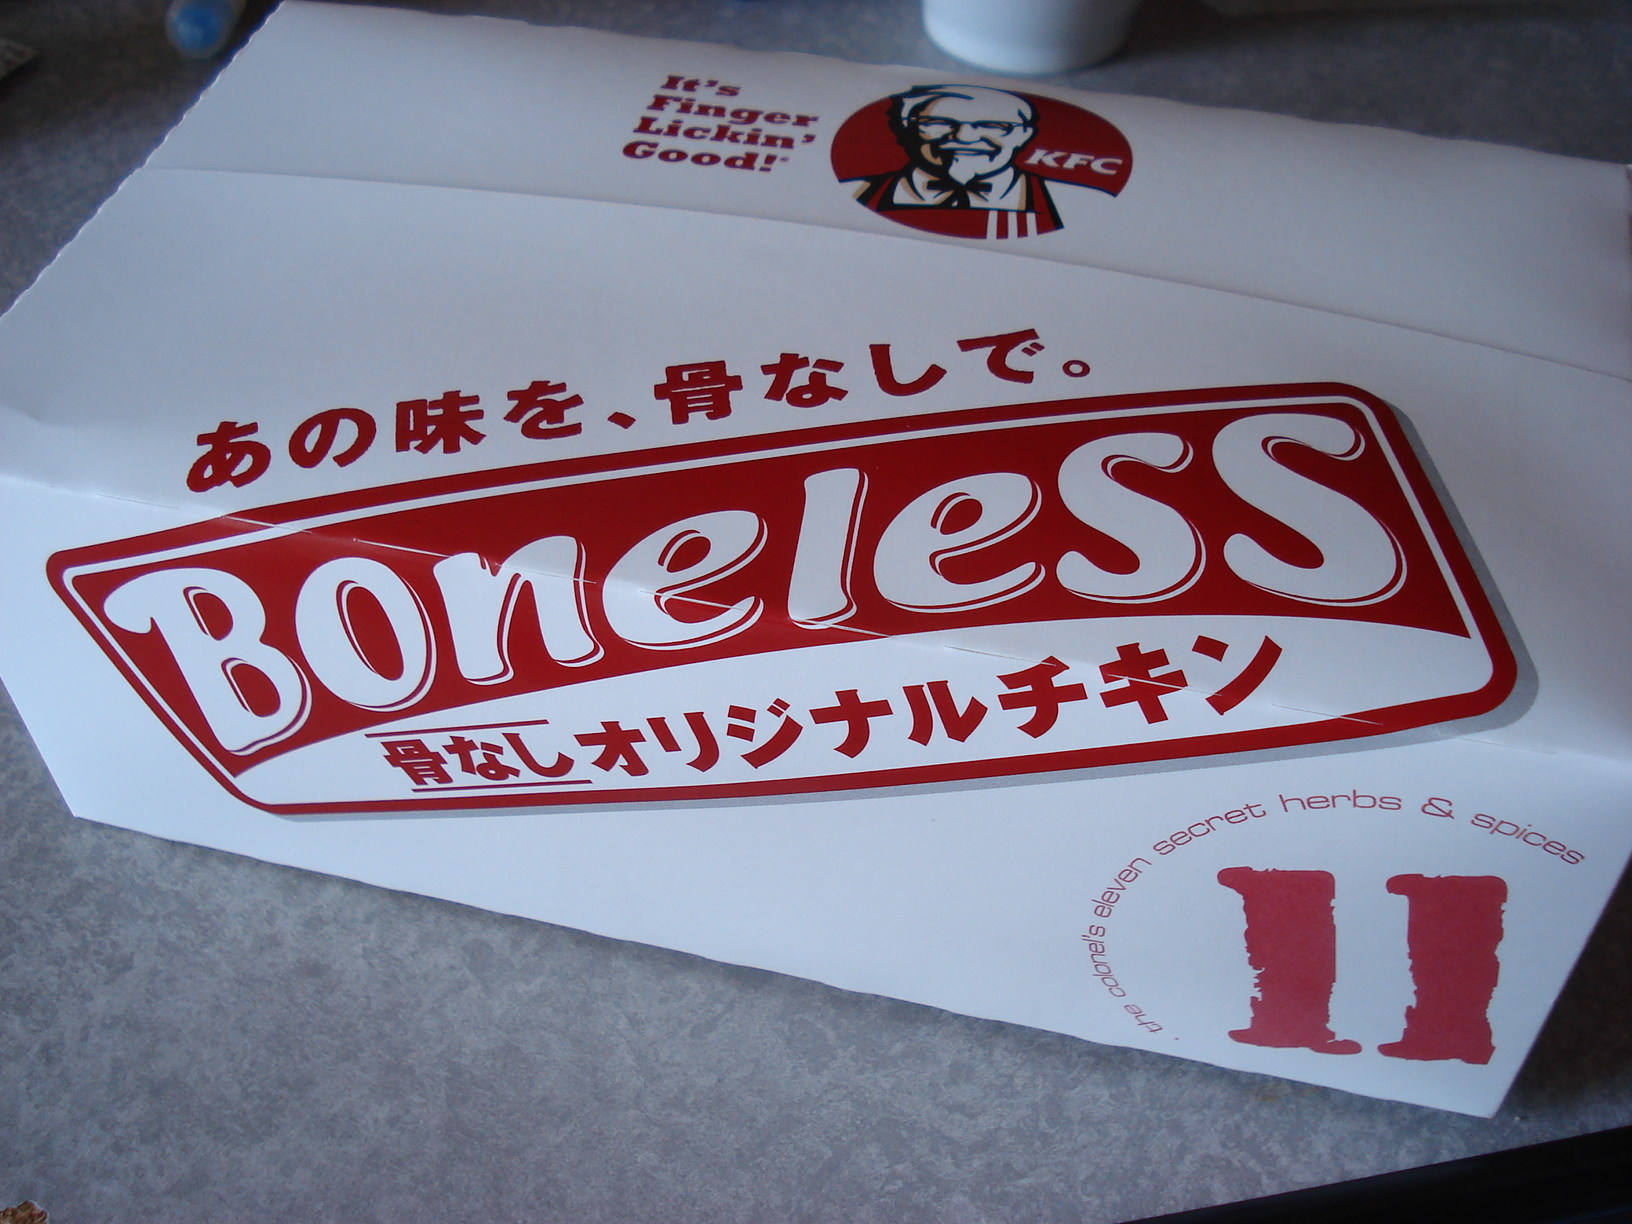 It's
Finger
Lickin'
Good!
KFC
あの味を、骨なしで。
Boneless
骨なしオリジナルチキン
the colonel's eleven secret herbs & spices
11